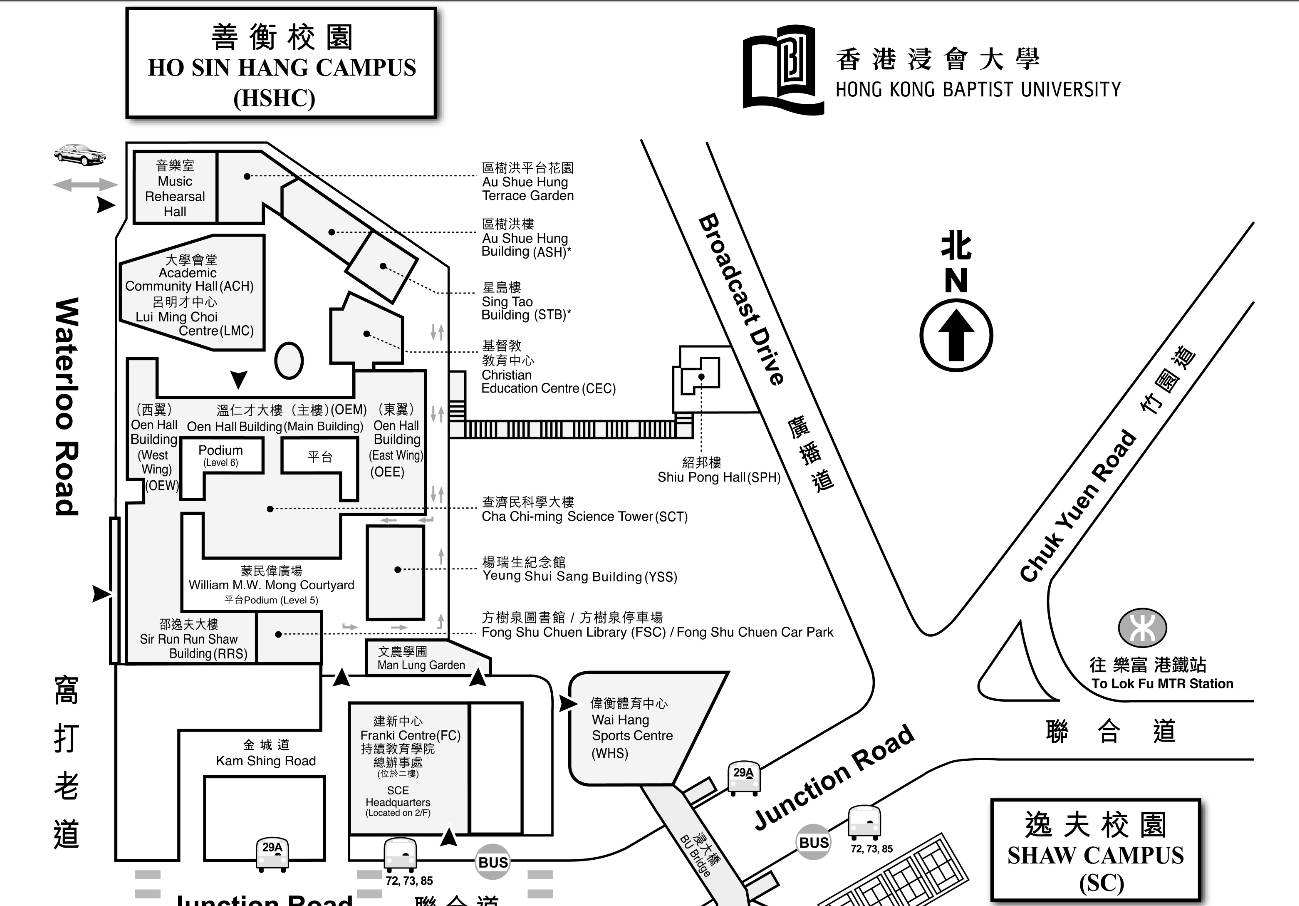 善衡校園
HO SIN HANG CAMPUS
(HSHC)
香港浸會大學
HONG KONG BAPTIST UNIVERSITY
音樂室
Music
Rehearsal
Hall
區樹洪平台花園
Au Shue Hung
Terrace Garden
區樹洪樓
Au Shue Hung
Building (ASH)*
大學會堂
Academic
Community Hall (ACH)
呂明才中心
Lui Ming Choi
Centre (LMC)
星島樓
Sing Tao
Building (STB)*
基督教
教育中心
Christian
Education Centre (CEC)
Waterloo Road
窩打老道
Broadcast Drive
廣播道
北
N
Chuk Yuen Road
竹園道
(西翼)
Oen Hall
Building
(West
Wing)
(OEW)
溫仁才大樓 (主樓) (OEM)
Oen Hall Building (Main Building)
(東翼)
Oen Hall
Building
(East Wing)
(OEE)
Podium
(Level 6)
平台
紹邦樓
Shiu Pong Hall (SPH)
查濟民科學大樓
Cha Chi-ming Science Tower (SCT)
蒙民偉廣場
William M.W. Mong Courtyard
平台Podium (Level 5)
楊瑞生紀念館
Yeung Shui Sang Building (YSS)
邵逸夫大樓
Sir Run Run Shaw
Building (RRS)
方樹泉圖書館 / 方樹泉停車場
Fong Shu Chuen Library (FSC) / Fong Shu Chuen Car Park
文農學圃
Man Lung Garden
往 樂富 港鐵站
To Lok Fu MTR Station
聯合道
偉衡體育中心
Wai Hang
Sports Centre
(WHS)
建新中心
Franki Centre (FC)
持續教育學院
總辦事處
(位於二樓)
SCE
Headquarters
(Located on 2/F)
金城道
Kam Shing Road
29A
Junction Road
浸大橋
BU Bridge
BUS
72, 73, 85
29A
72, 73, 85
BUS
逸夫校園
SHAW CAMPUS
(SC)
Junction Road
聯合道